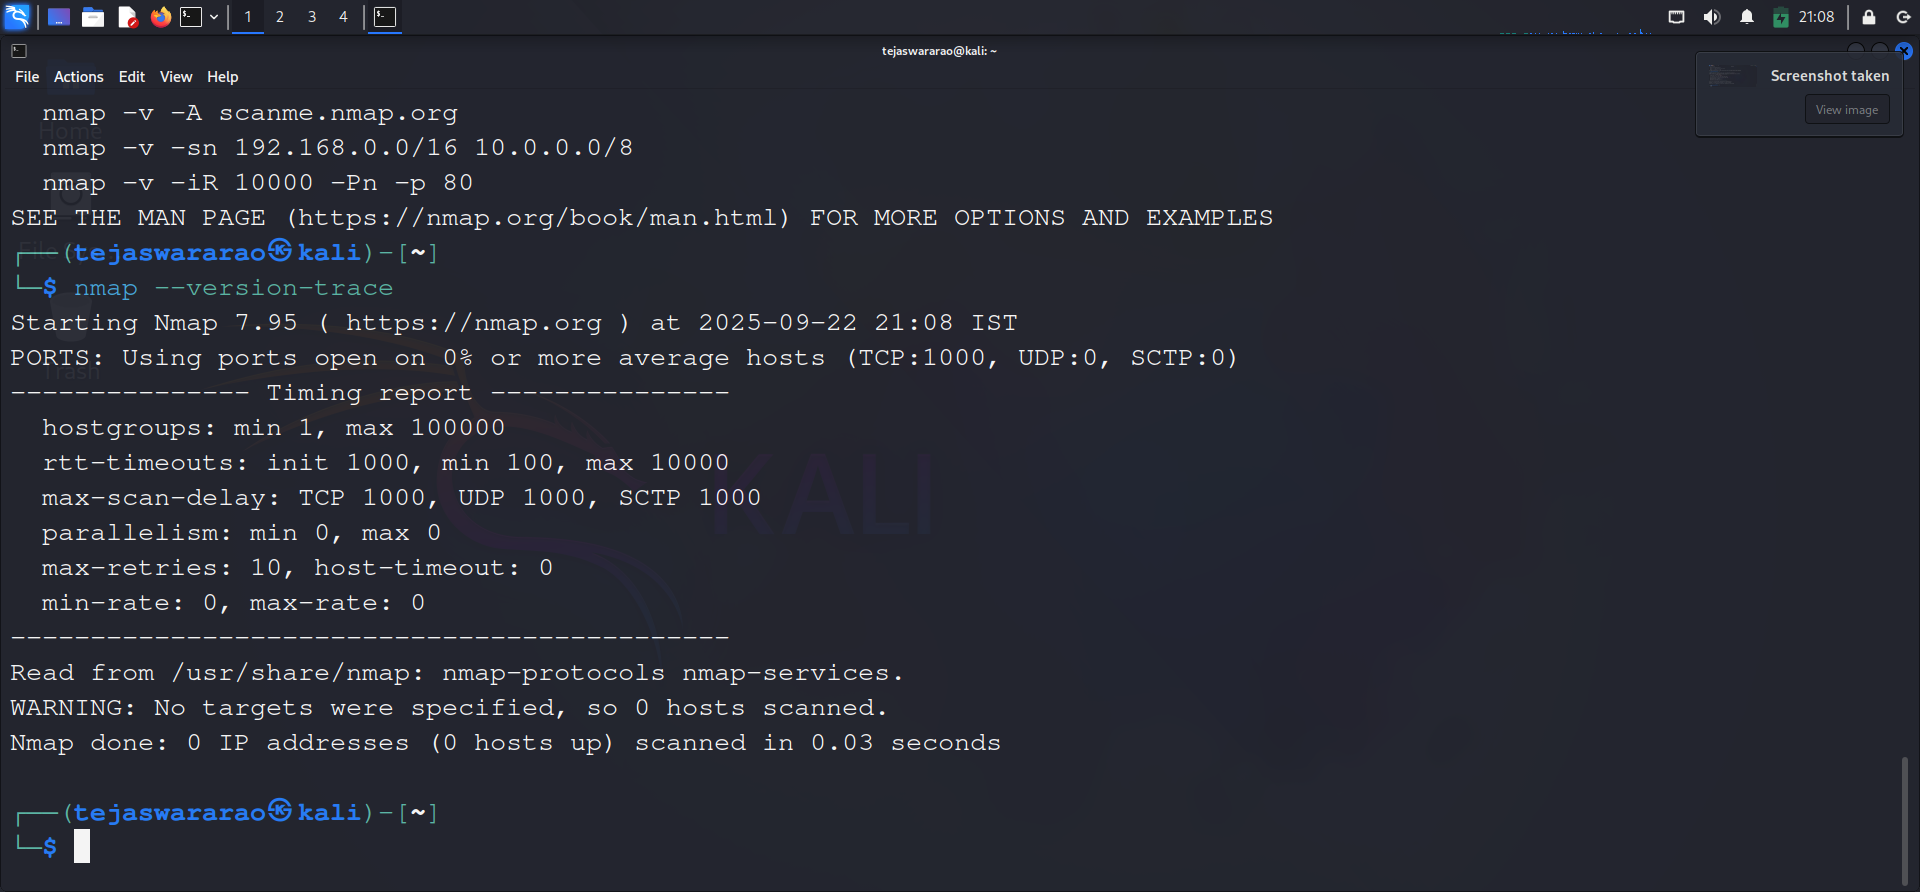 1 2 3 4
21:08
tejaswararao@kali: ~
File Actions Edit View Help
Screenshot taken
View image
nmap -v -A scanme.nmap.org
Home
nmap -v -sn 192.168.0.0/16 10.0.0.0/8
nmap -v -iR 10000 -Pn -p 80
SEE THE MAN PAGE (https://nmap.org/book/man.html) FOR MORE OPTIONS AND EXAMPLES
┌──(tejaswararao㉿kali)-[~]
└─$ nmap --version-trace
Starting Nmap 7.95 ( https://nmap.org ) at 2025-09-22 21:08 IST
PORTS: Using ports open on 0% or more average hosts (TCP:1000, UDP:0, SCTP:0)
Trash
--------------- Timing report ---------------
hostgroups: min 1, max 100000
rtt-timeouts: init 1000, min 100, max 10000
max-scan-delay: TCP 1000, UDP 1000, SCTP 1000
KALI
parallelism: min 0, max 0
max-retries: 10, host-timeout: 0
min-rate: 0, max-rate: 0
---------------------------------------------
Read from /usr/share/nmap: nmap-protocols nmap-services.
WARNING: No targets were specified, so 0 hosts scanned.
Nmap done: 0 IP addresses (0 hosts up) scanned in 0.03 seconds
┌──(tejaswararao㉿kali)-[~]
└─$